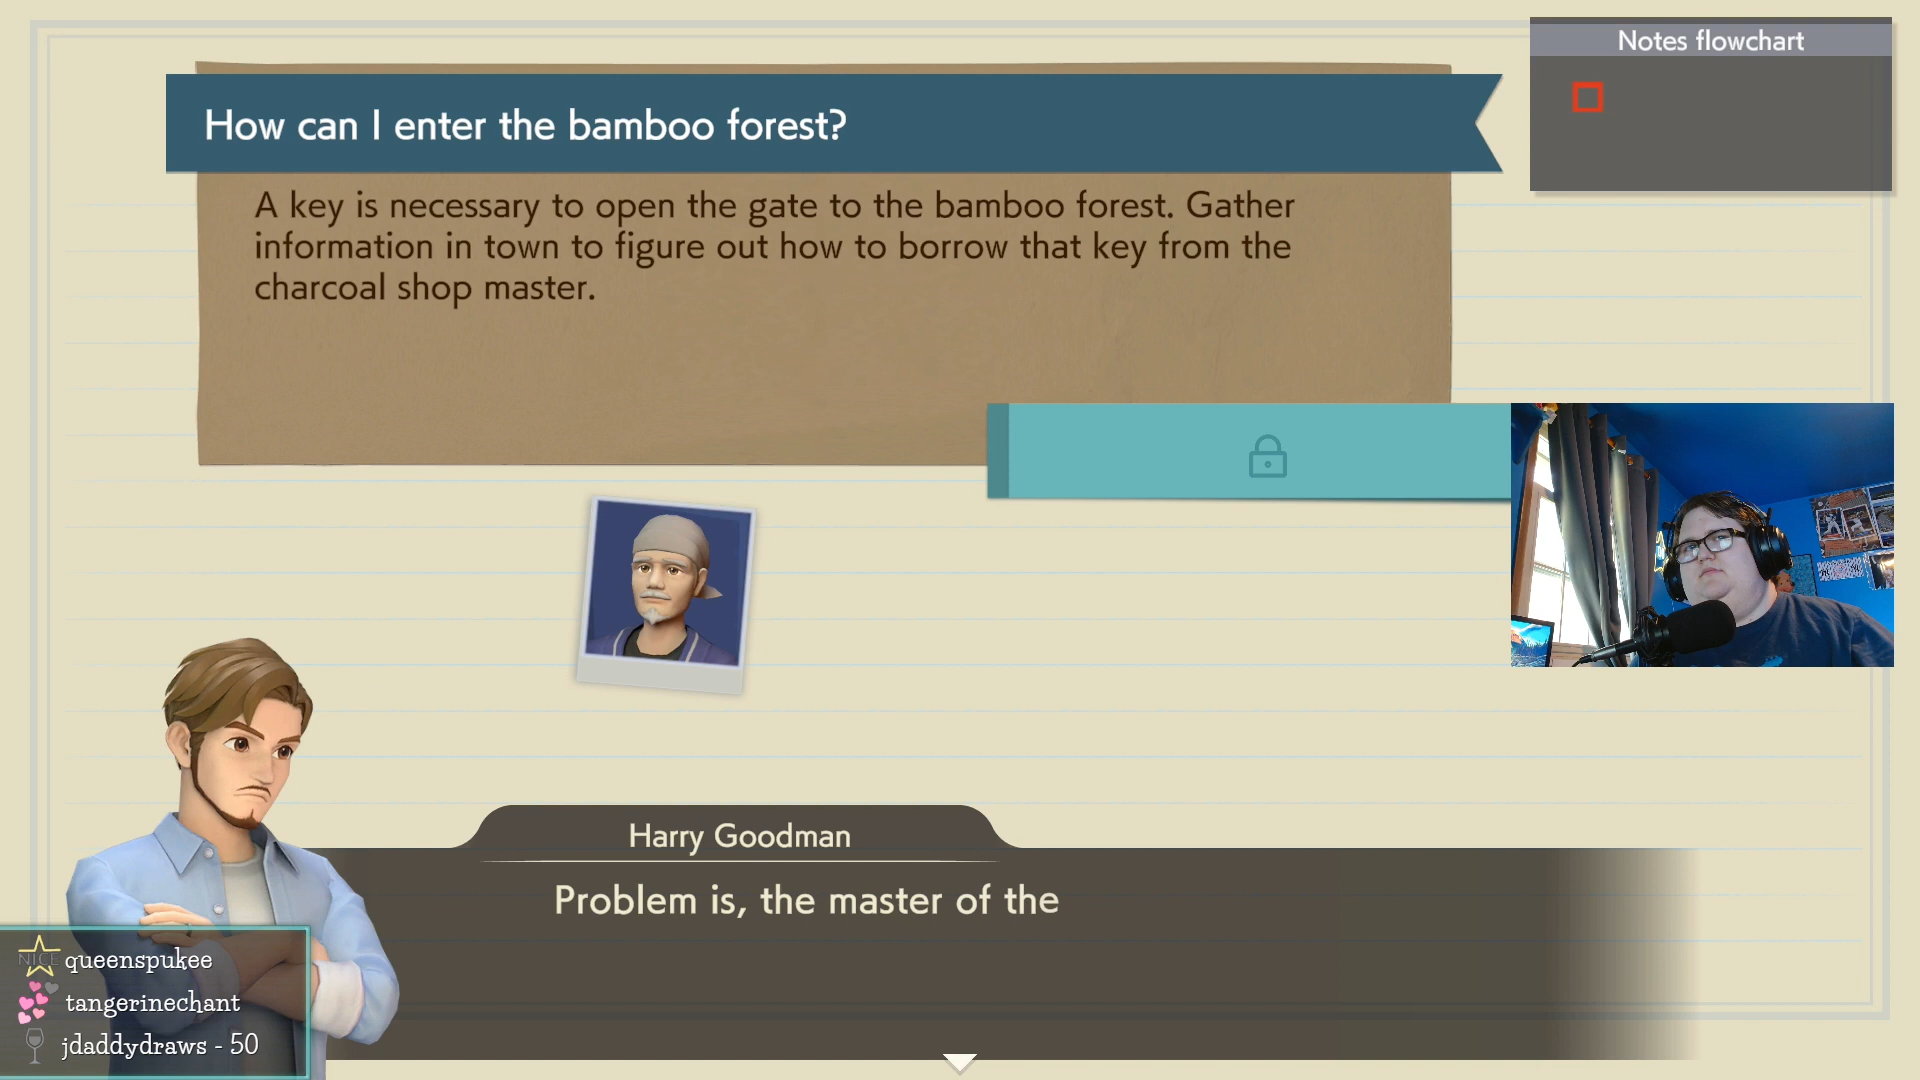 Notes flowchart
How can I enter the bamboo forest?
A key is necessary to open the gate to the bamboo forest. Gather
information in town to figure out how to borrow that key from the
charcoal shop master.
Harry Goodman
Problem is, the master of the
NICE queenspukee
tangerinechant
jdaddydraws - 50